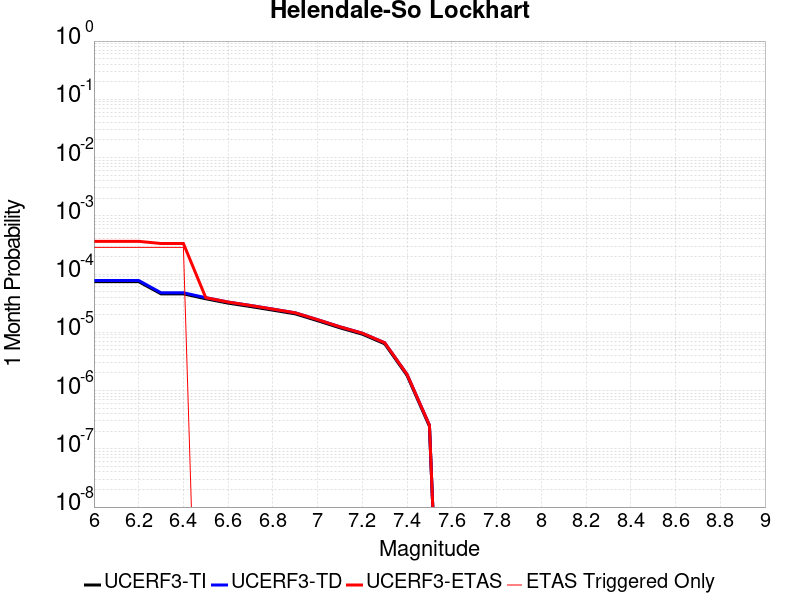 Helendale-So Lockhart
10 0
10 -1
10 -2
10 -3
10 -4
10 -5
10 -6
10 -7
10 -8
1 Month Probability
6 6.2 6.4 6.6 6.8 7 7.2 7.4 7.6 7.8 8 8.2 8.4 8.6 8.8 9
Magnitude
UCERF3-TI UCERF3-TD UCERF3-ETAS ETAS Triggered Only